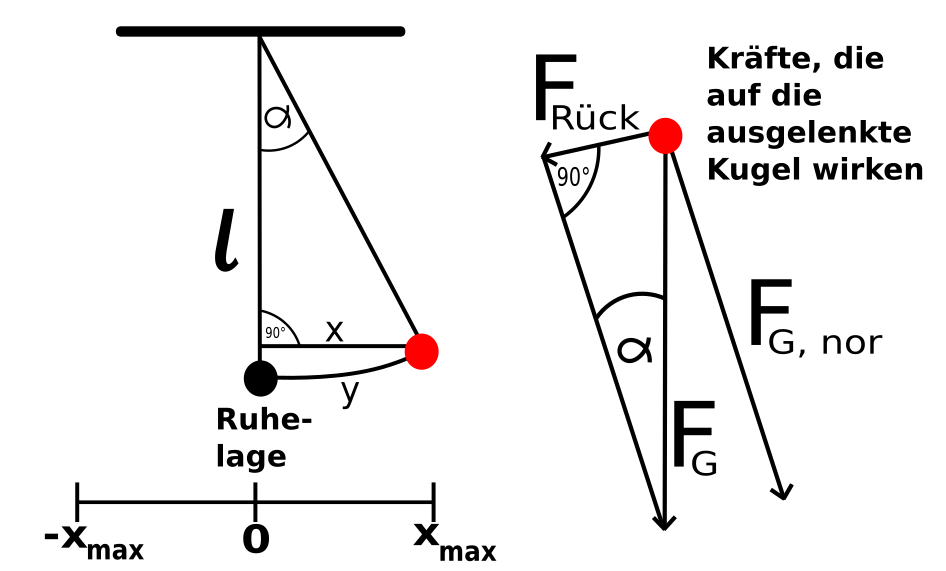 α
l
90°
x
y
Ruhe-
lage
-xmax
0
xmax
FRück
90°
α
FG
FG, nor
Kräfte, die
auf die
ausgelenkte
Kugel wirken